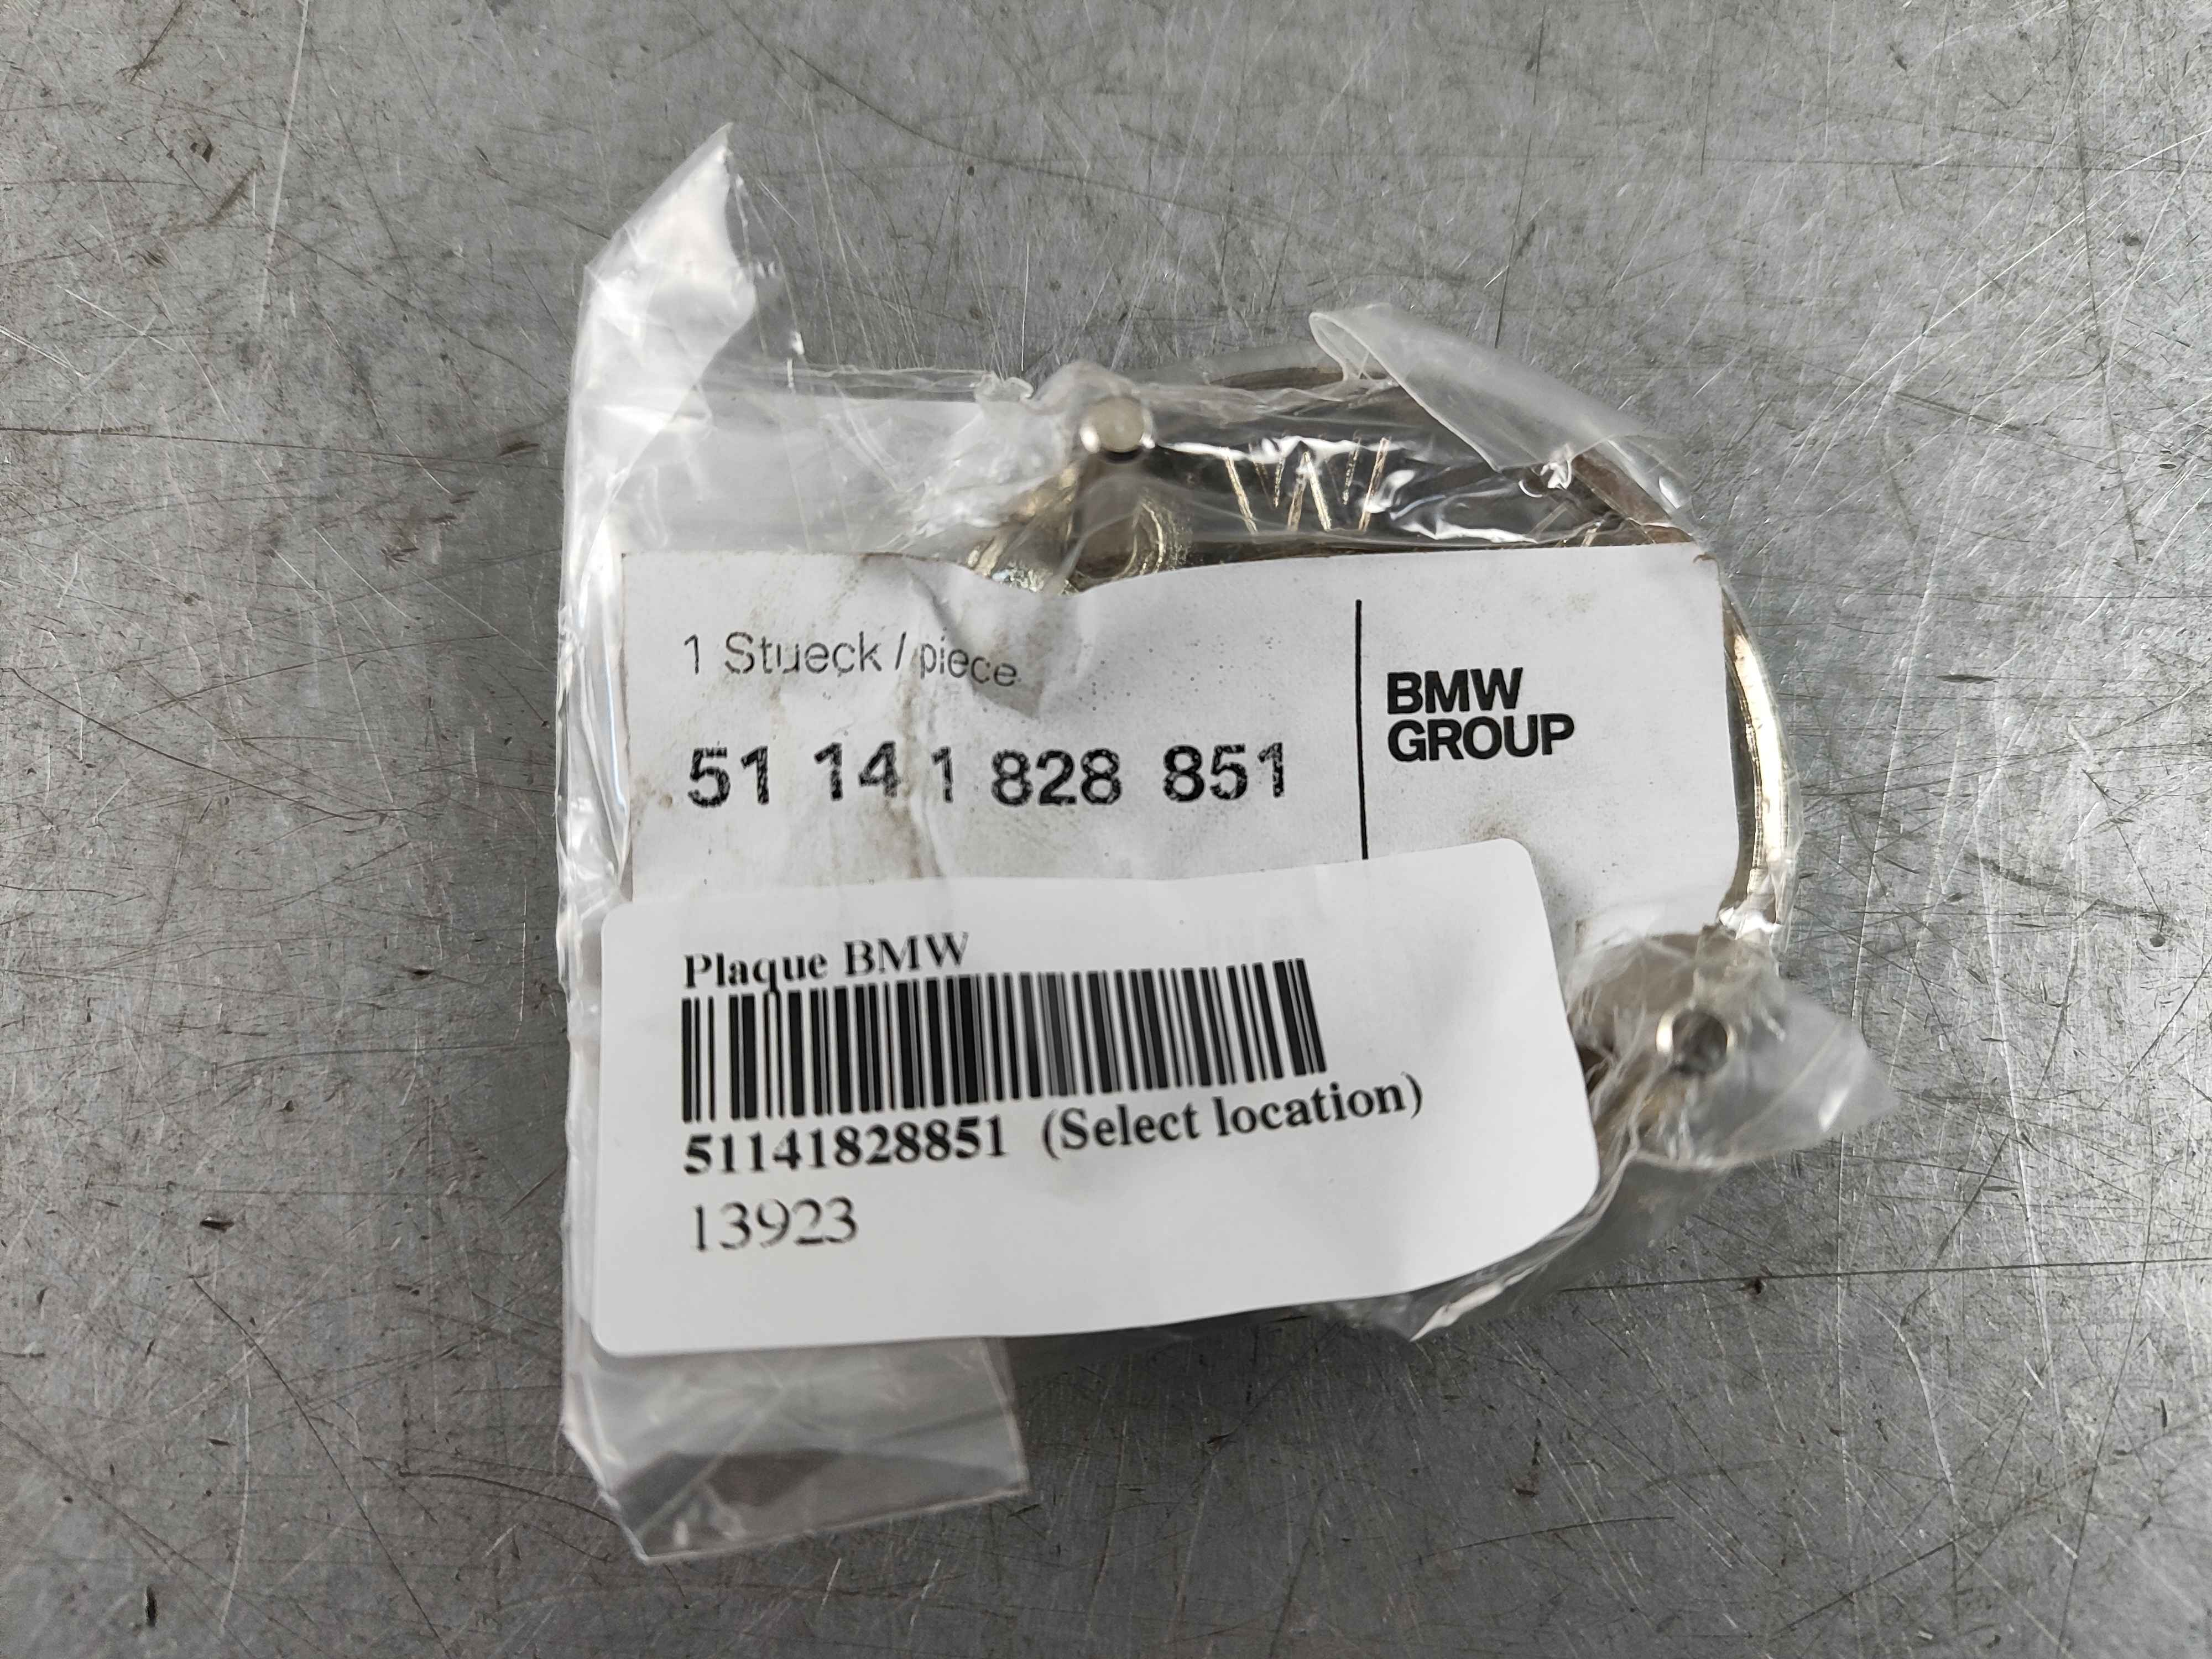 W
1 Stueck / piece
51 14 1 828 851
BMW
GROUP
Plaque BMW
51141828851 (Select location)
13923